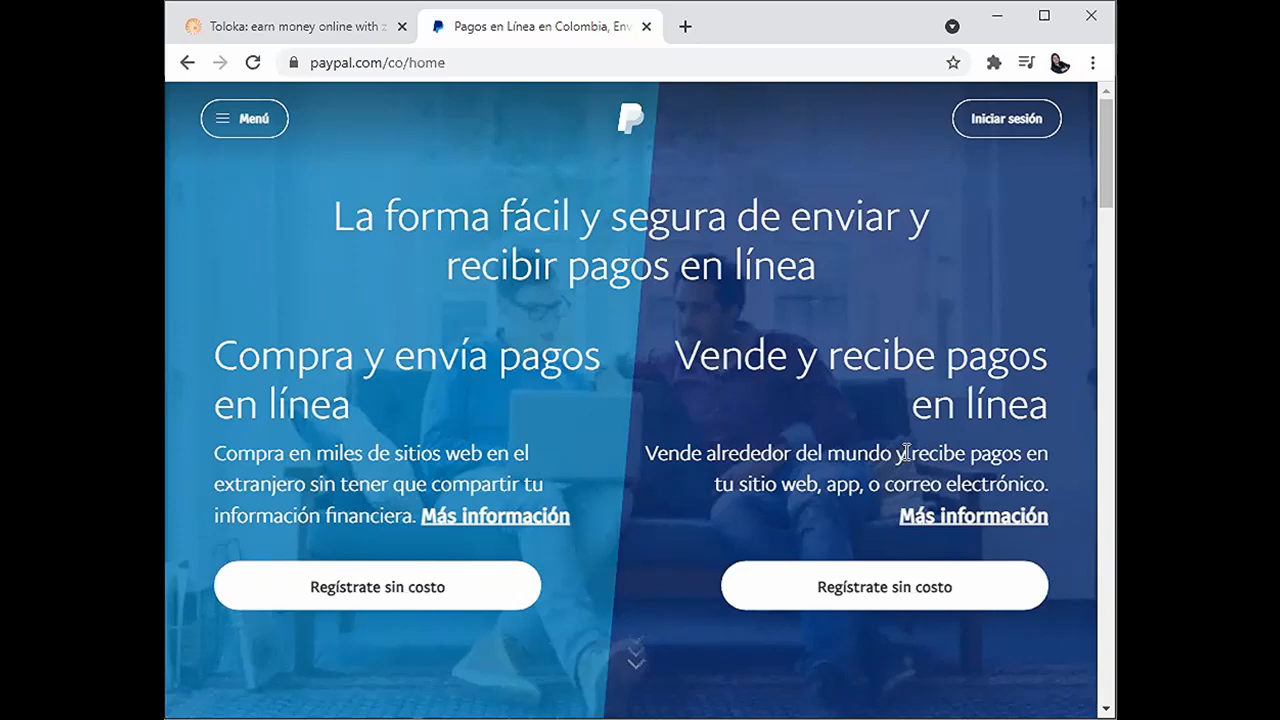 Toloka: earn money online with z
Pagos en Línea en Colombia, Env
paypal.com/co/home
Menú
Iniciar sesión
La forma fácil y segura de enviar y
recibir pagos en línea
Compra y envía pagos
en línea
Compra en miles de sitios web en el
extranjero sin tener que compartir tu
información financiera. Más información
Regístrate sin costo
Vende y recibe pagos
en línea
Vende alrededor del mundo y recibe pagos en
tu sitio web, app, o correo electrónico.
Más información
Regístrate sin costo